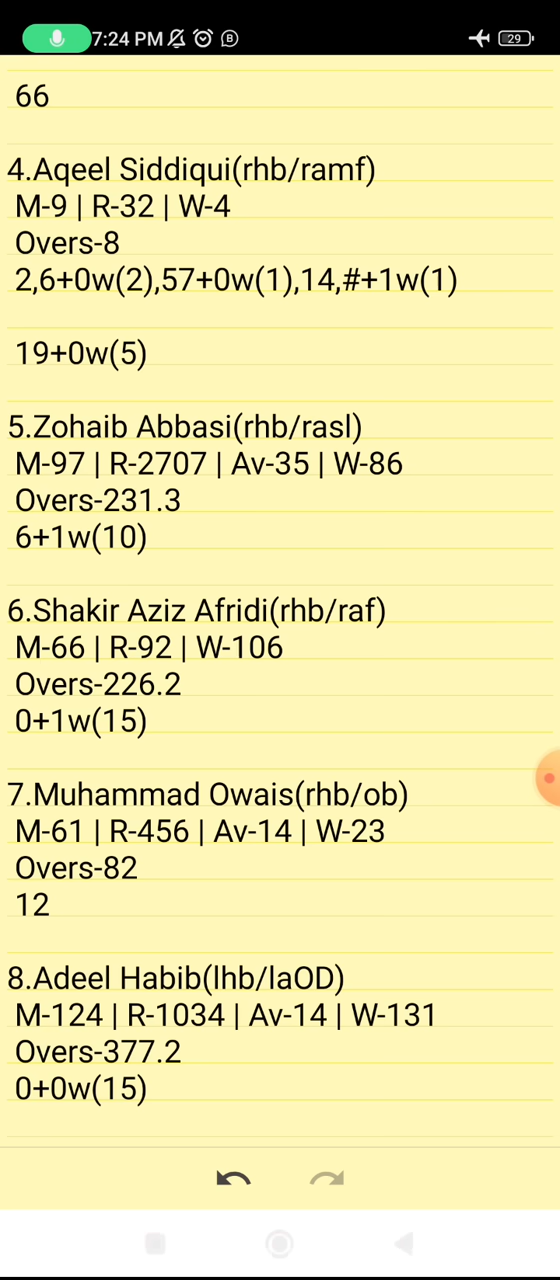 7:24 PM B 29
66
4.Aqeel Siddiqui(rhb/ramf)
M-9 | R-32 | W-4
Overs-8
2,6+0w(2),57+0w(1),14,#+1w(1)
19+0w(5)
5.Zohaib Abbasi(rhb/rasl)
M-97 | R-2707 | Av-35 | W-86
Overs-231.3
6+1w(10)
6.Shakir Aziz Afridi(rhb/raf)
M-66 | R-92 | W-106
Overs-226.2
0+1w(15)
7.Muhammad Owais(rhb/ob)
M-61 | R-456 | Av-14 | W-23
Overs-82
12
8.Adeel Habib(lhb/laOD)
M-124 | R-1034 | Av-14 | W-131
Overs-377.2
0+0w(15)